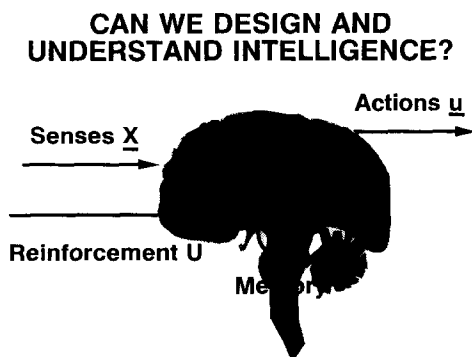 CAN WE DESIGN AND
UNDERSTAND INTELLIGENCE?
Actions u
Senses X
Reinforcement U